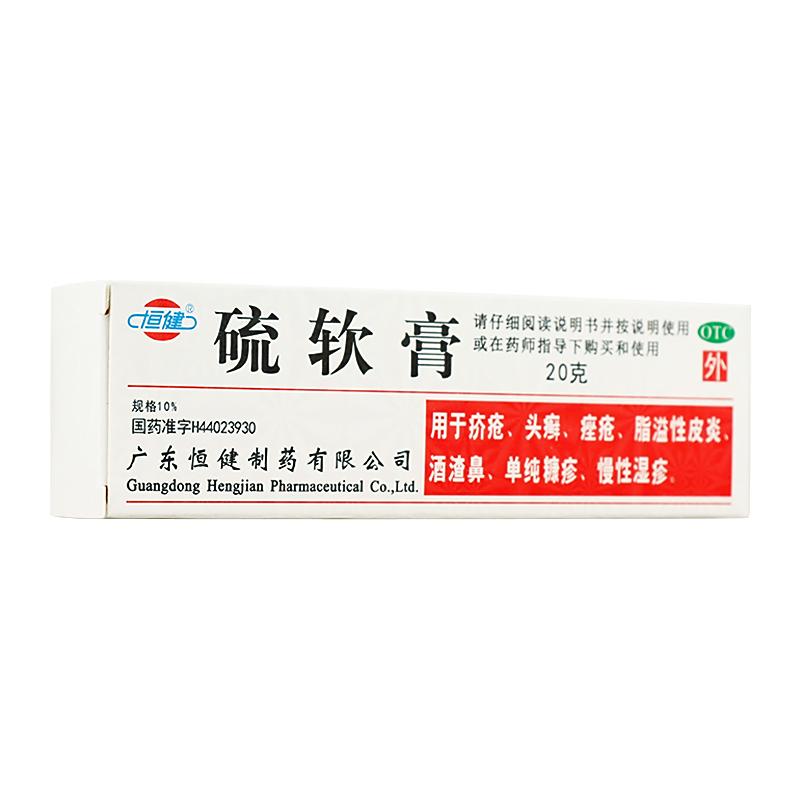 恒健®
硫软膏
请仔细阅读说明书并按说明使用
或在药师指导下购买和使用
20克
OTC
外
规格10%
国药准字H44023930
广东恒健制药有限公司
Guangdong Hengjian Pharmaceutical Co.,Ltd.
用于疥疮、头癣、痤疮、脂溢性皮炎、
酒渣鼻、单纯糠疹、慢性湿疹。